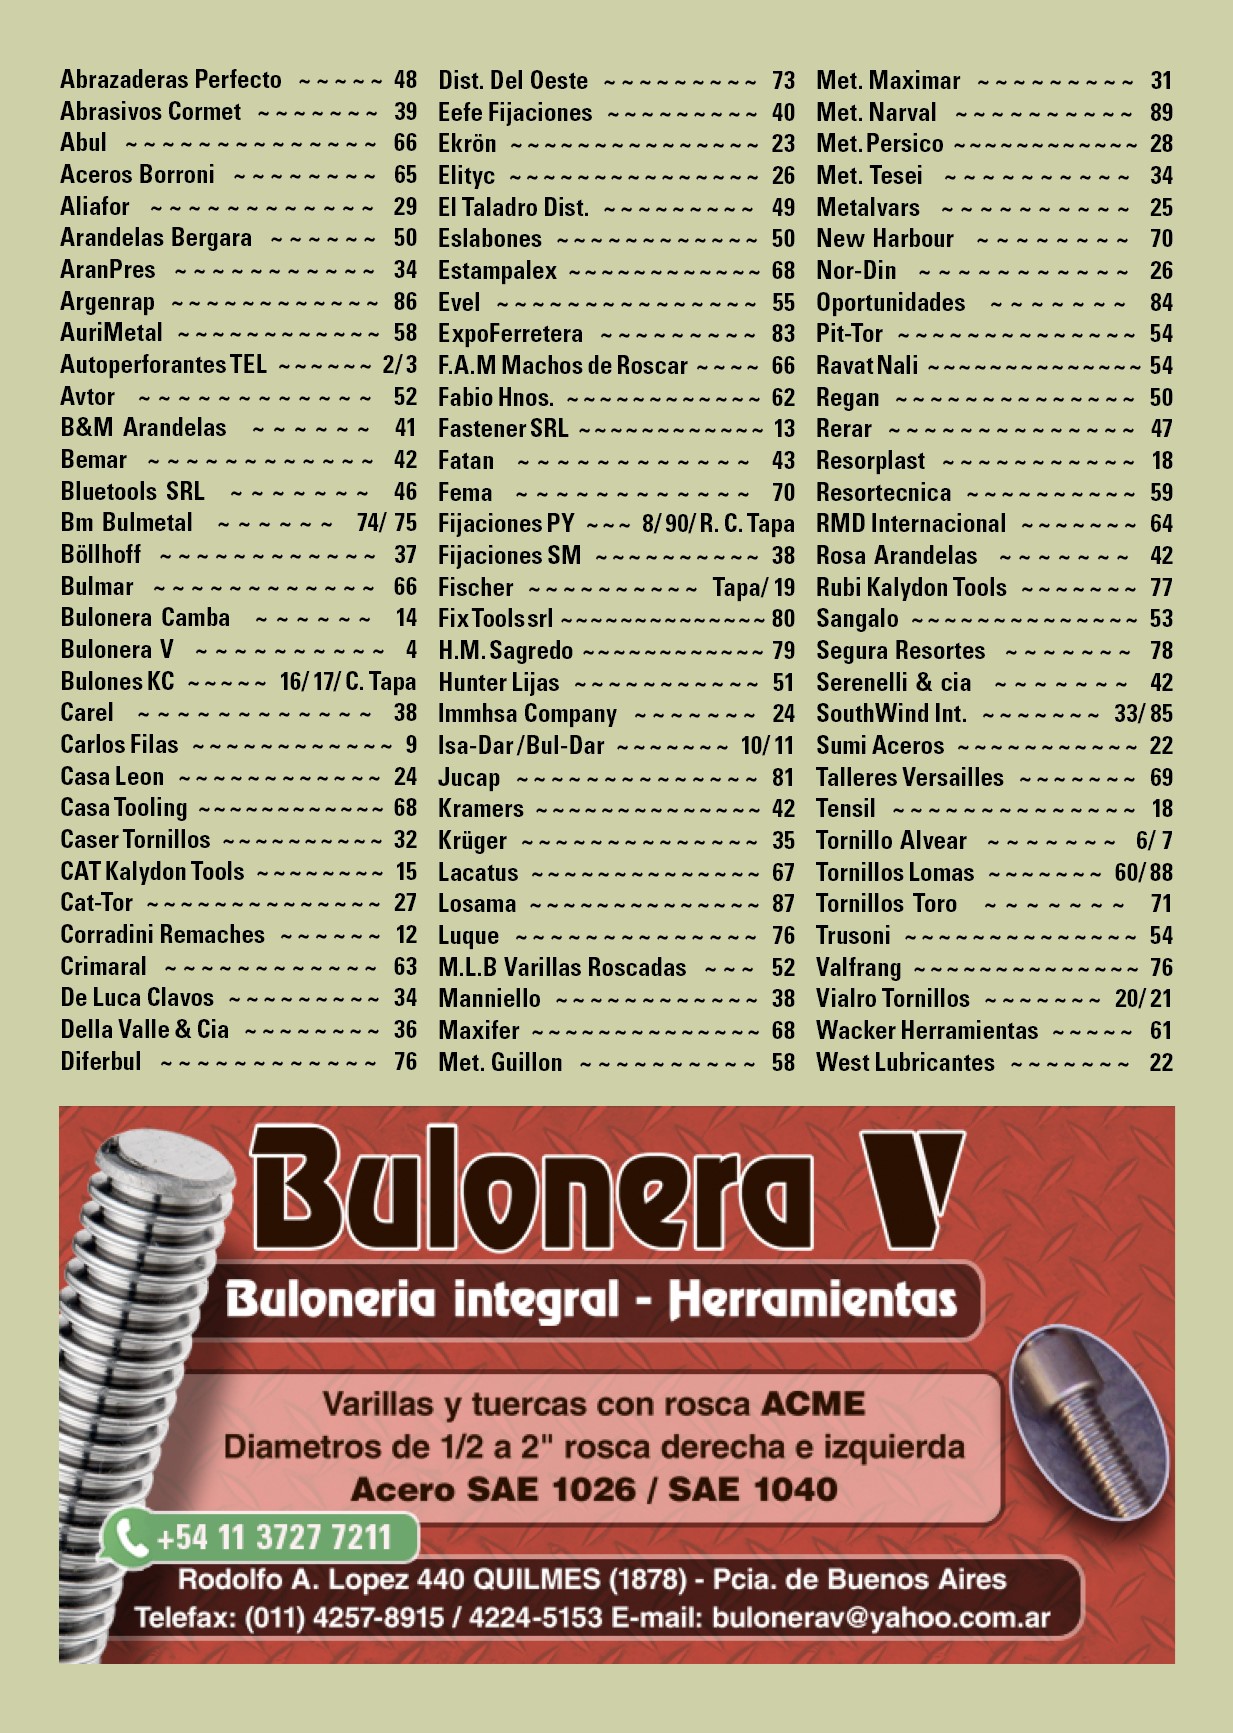 Abrazaderas Perfecto ~ ~ ~ ~ ~ 48
Abrasivos Cormet ~ ~ ~ ~ ~ ~ ~ 39
Abul ~ ~ ~ ~ ~ ~ ~ ~ ~ ~ ~ ~ ~ ~ 66
Aceros Borroni ~ ~ ~ ~ ~ ~ ~ ~ 65
Aliafor ~ ~ ~ ~ ~ ~ ~ ~ ~ ~ ~ ~ 29
Arandelas Bergara ~ ~ ~ ~ ~ ~ 50
AranPres ~ ~ ~ ~ ~ ~ ~ ~ ~ ~ ~ 34
Argenrap ~ ~ ~ ~ ~ ~ ~ ~ ~ ~ ~ ~ 86
AuriMetal ~ ~ ~ ~ ~ ~ ~ ~ ~ ~ ~ ~ 58
Autoperforantes TEL ~ ~ ~ ~ ~ ~ 2/3
Avtor ~ ~ ~ ~ ~ ~ ~ ~ ~ ~ ~ ~ 52
B&M Arandelas ~ ~ ~ ~ ~ ~ 41
Bemar ~ ~ ~ ~ ~ ~ ~ ~ ~ ~ ~ ~ 42
Bluetools SRL ~ ~ ~ ~ ~ ~ ~ 46
Bm Bulmetal ~ ~ ~ ~ ~ ~ 74/ 75
Böllhoff ~ ~ ~ ~ ~ ~ ~ ~ ~ ~ ~ ~ 37
Bulmar ~ ~ ~ ~ ~ ~ ~ ~ ~ ~ ~ ~ 66
Bulonera Camba ~ ~ ~ ~ ~ ~ 14
Bulonera V ~ ~ ~ ~ ~ ~ ~ ~ ~ ~ 4
Bulones KC ~ ~ ~ ~ ~ 16/ 17/ C. Tapa
Carel ~ ~ ~ ~ ~ ~ ~ ~ ~ ~ ~ ~ 38
Carlos Filas ~ ~ ~ ~ ~ ~ ~ ~ ~ ~ ~ ~ 9
Casa Leon ~ ~ ~ ~ ~ ~ ~ ~ ~ ~ ~ ~ 24
Casa Tooling ~ ~ ~ ~ ~ ~ ~ ~ ~ ~ ~ ~ 68
Caser Tornillos ~ ~ ~ ~ ~ ~ ~ ~ ~ ~ 32
CAT Kalydon Tools ~ ~ ~ ~ ~ ~ ~ ~ 15
Cat-Tor ~ ~ ~ ~ ~ ~ ~ ~ ~ ~ ~ ~ ~ ~ 27
Corradini Remaches ~ ~ ~ ~ ~ ~ 12
Crimaral ~ ~ ~ ~ ~ ~ ~ ~ ~ ~ ~ ~ 63
De Luca Clavos ~ ~ ~ ~ ~ ~ ~ ~ ~ 34
Della Valle & Cia ~ ~ ~ ~ ~ ~ ~ ~ 36
Diferbul ~ ~ ~ ~ ~ ~ ~ ~ ~ ~ ~ ~ 76
Dist. Del Oeste ~ ~ ~ ~ ~ ~ ~ ~ ~ 73
Eefe Fijaciones ~ ~ ~ ~ ~ ~ ~ ~ ~ 40
Ekrön ~ ~ ~ ~ ~ ~ ~ ~ ~ ~ ~ ~ ~ ~ 23
Elityc ~ ~ ~ ~ ~ ~ ~ ~ ~ ~ ~ ~ ~ ~ 26
El Taladro Dist. ~ ~ ~ ~ ~ ~ ~ ~ ~ 49
Eslabones ~ ~ ~ ~ ~ ~ ~ ~ ~ ~ ~ ~ 50
Estampalex ~ ~ ~ ~ ~ ~ ~ ~ ~ ~ ~ ~ 68
Evel ~ ~ ~ ~ ~ ~ ~ ~ ~ ~ ~ ~ ~ ~ ~ 55
ExpoFerretera ~ ~ ~ ~ ~ ~ ~ ~ ~ 83
F.A.M Machos de Roscar ~ ~ ~ ~ 66
Fabio Hnos. ~ ~ ~ ~ ~ ~ ~ ~ ~ ~ ~ ~ 62
Fastener SRL ~ ~ ~ ~ ~ ~ ~ ~ ~ ~ ~ ~ 13
Fatan ~ ~ ~ ~ ~ ~ ~ ~ ~ ~ ~ ~ 43
Fema ~ ~ ~ ~ ~ ~ ~ ~ ~ ~ ~ ~ 70
Fijaciones PY ~ ~ ~ 8/ 90/ R. C. Tapa
Fijaciones SM ~ ~ ~ ~ ~ ~ ~ ~ ~ ~ 38
Fischer ~ ~ ~ ~ ~ ~ ~ ~ ~ ~ Tapa/ 19
Fix Tools srl ~ ~ ~ ~ ~ ~ ~ ~ ~ ~ ~ ~ ~ 80
H.M. Sagredo ~ ~ ~ ~ ~ ~ ~ ~ ~ ~ ~ ~ 79
Hunter Lijas ~ ~ ~ ~ ~ ~ ~ ~ ~ ~ ~ 51
Immhsa Company ~ ~ ~ ~ ~ ~ ~ 24
Isa-Dar /Bul-Dar ~ ~ ~ ~ ~ ~ ~ 10/ 11
Jucap ~ ~ ~ ~ ~ ~ ~ ~ ~ ~ ~ ~ ~ ~ 81
Kramers ~ ~ ~ ~ ~ ~ ~ ~ ~ ~ ~ ~ ~ ~ 42
Krüger ~ ~ ~ ~ ~ ~ ~ ~ ~ ~ ~ ~ ~ ~ 35
Lacatus ~ ~ ~ ~ ~ ~ ~ ~ ~ ~ ~ ~ ~ 67
Losama ~ ~ ~ ~ ~ ~ ~ ~ ~ ~ ~ ~ ~ 87
Luque ~ ~ ~ ~ ~ ~ ~ ~ ~ ~ ~ ~ ~ ~ 76
M.L.B Varillas Roscadas ~ ~ ~ 52
Manniello ~ ~ ~ ~ ~ ~ ~ ~ ~ ~ ~ ~ 38
Maxifer ~ ~ ~ ~ ~ ~ ~ ~ ~ ~ ~ ~ ~ ~ 68
Met. Guillon ~ ~ ~ ~ ~ ~ ~ ~ ~ ~ 58
Met. Maximar ~ ~ ~ ~ ~ ~ ~ ~ ~ 31
Met. Narval ~ ~ ~ ~ ~ ~ ~ ~ ~ ~ 89
Met. Persico ~ ~ ~ ~ ~ ~ ~ ~ ~ ~ ~ ~ 28
Met. Tesei ~ ~ ~ ~ ~ ~ ~ ~ ~ ~ 34
Metalvars ~ ~ ~ ~ ~ ~ ~ ~ ~ ~ 25
New Harbour ~ ~ ~ ~ ~ ~ ~ ~ 70
Nor-Din ~ ~ ~ ~ ~ ~ ~ ~ ~ ~ ~ 26
Oportunidades ~ ~ ~ ~ ~ ~ ~ 84
Pit-Tor ~ ~ ~ ~ ~ ~ ~ ~ ~ ~ ~ ~ ~ 54
Ravat Nali ~ ~ ~ ~ ~ ~ ~ ~ ~ ~ ~ ~ ~ ~ 54
Regan ~ ~ ~ ~ ~ ~ ~ ~ ~ ~ ~ ~ ~ 50
Rerar ~ ~ ~ ~ ~ ~ ~ ~ ~ ~ ~ ~ ~ ~ 47
Resorplast ~ ~ ~ ~ ~ ~ ~ ~ ~ ~ ~ 18
Resortecnica ~ ~ ~ ~ ~ ~ ~ ~ ~ ~ 59
RMD Internacional ~ ~ ~ ~ ~ ~ ~ 64
Rosa Arandelas ~ ~ ~ ~ ~ ~ ~ 42
Rubi Kalydon Tools ~ ~ ~ ~ ~ ~ ~ 77
Sangalo ~ ~ ~ ~ ~ ~ ~ ~ ~ ~ ~ ~ ~ ~ 53
Segura Resortes ~ ~ ~ ~ ~ ~ ~ 78
Serenelli & cia ~ ~ ~ ~ ~ ~ ~ 42
SouthWind Int. ~ ~ ~ ~ ~ ~ ~ 33/ 85
Sumi Aceros ~ ~ ~ ~ ~ ~ ~ ~ ~ ~ ~ 22
Talleres Versailles ~ ~ ~ ~ ~ ~ ~ 69
Tensil ~ ~ ~ ~ ~ ~ ~ ~ ~ ~ ~ ~ ~ ~ 18
Tornillo Alvear ~ ~ ~ ~ ~ ~ ~ 6/ 7
Tornillos Lomas ~ ~ ~ ~ ~ ~ ~ 60/ 88
Tornillos Toro ~ ~ ~ ~ ~ ~ ~ 71
Trusoni ~ ~ ~ ~ ~ ~ ~ ~ ~ ~ ~ ~ ~ 54
Valfrang ~ ~ ~ ~ ~ ~ ~ ~ ~ ~ ~ ~ ~ ~ 76
Vialro Tornillos ~ ~ ~ ~ ~ ~ ~ 20/ 21
Wacker Herramientas ~ ~ ~ ~ ~ 61
West Lubricantes ~ ~ ~ ~ ~ ~ ~ 22
Bulonera V
Buloneria integral - Herramientas
Varillas y tuercas con rosca ACME
Diametros de 1/2 a 2" rosca derecha e izquierda
Acero SAE 1026 / SAE 1040
+54 11 3727 7211
Rodolfo A. Lopez 440 QUILMES (1878) - Pcia. de Buenos Aires
Telefax: (011) 4257-8915 / 4224-5153 E-mail: bulonerav@yahoo.com.ar